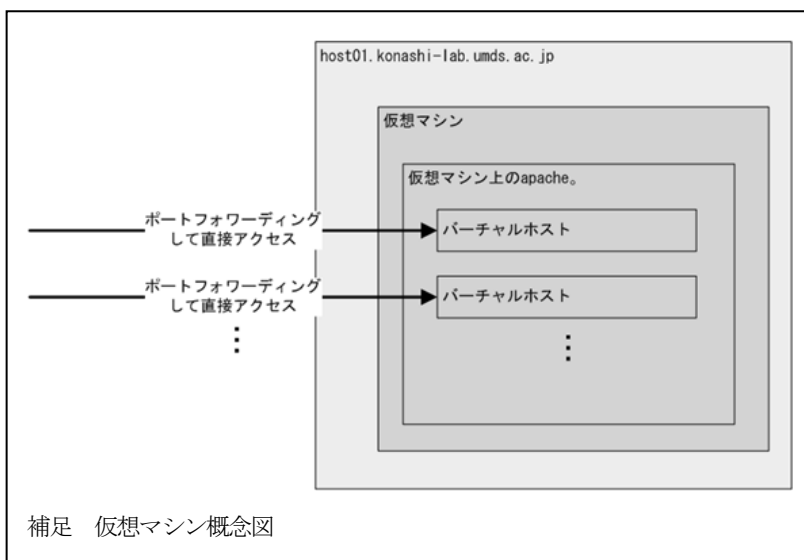 host01.konashi-lab.umds.ac.jp
仮想マシン
仮想マシン上のapache。
ポートフォワーディング
して直接アクセス
バーチャルホスト
ポートフォワーディング
して直接アクセス
バーチャルホスト
⋮
⋮
補足 仮想マシン概念図